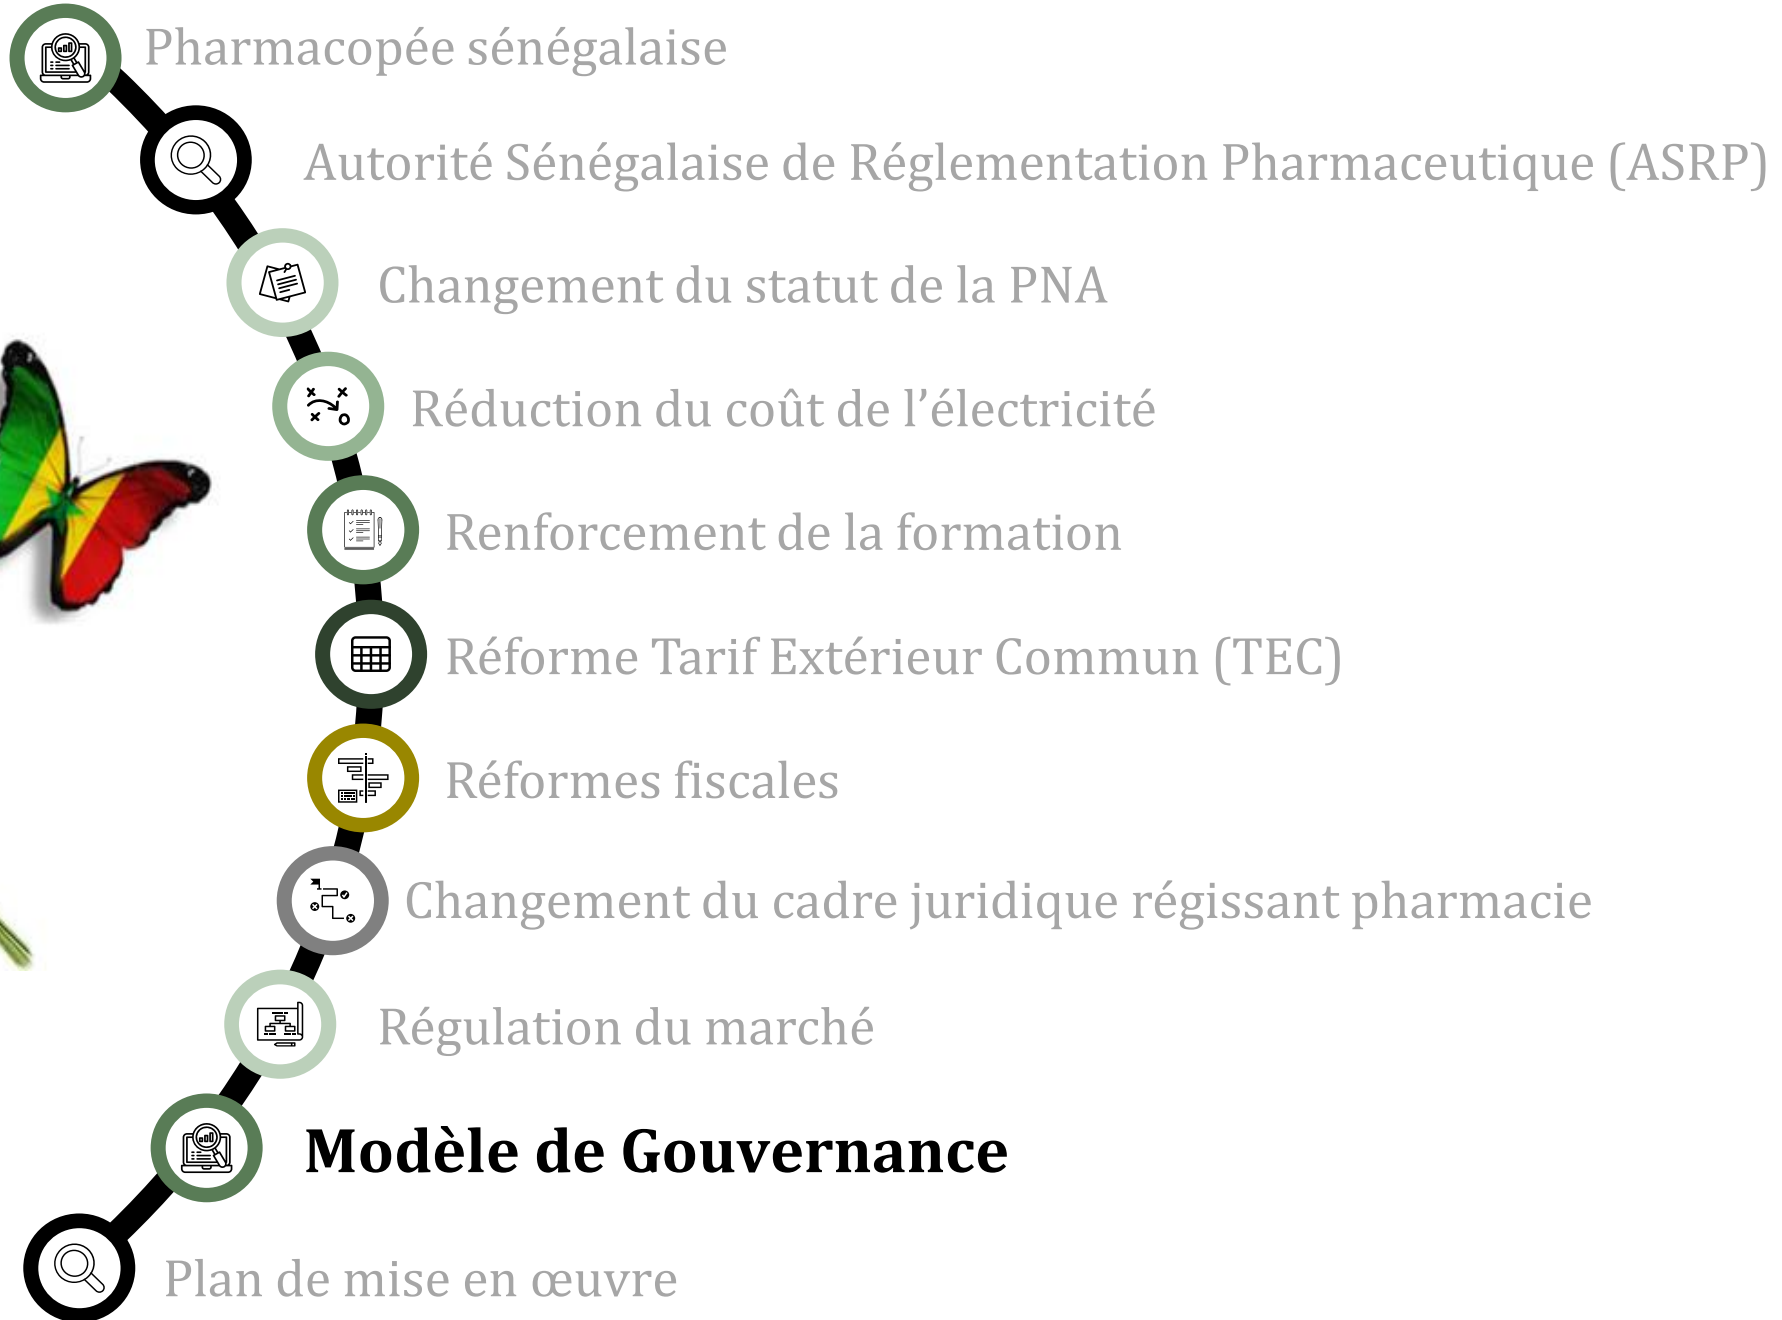 Pharmacopée sénégalaise
Autorité Sénégalaise de Réglementation Pharmaceutique (ASRP)
Changement du statut de la PNA
Réduction du coût de l’électricité
Renforcement de la formation
Réforme Tarif Extérieur Commun (TEC)
Réformes fiscales
Changement du cadre juridique régissant pharmacie
Régulation du marché
Modèle de Gouvernance
Plan de mise en œuvre